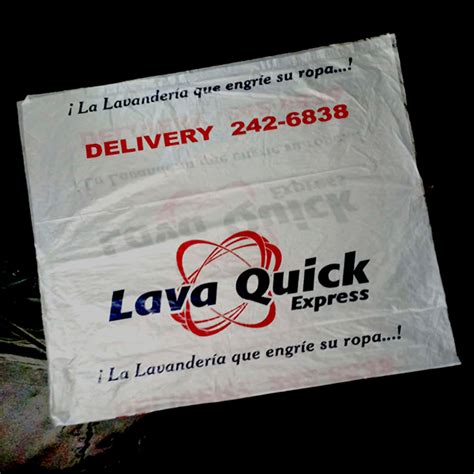 ¡ La Lavandería que engríe su ropa...!
DELIVERY 242-6838
Lava Quick
Express
¡ La Lavandería que engríe su ropa...!